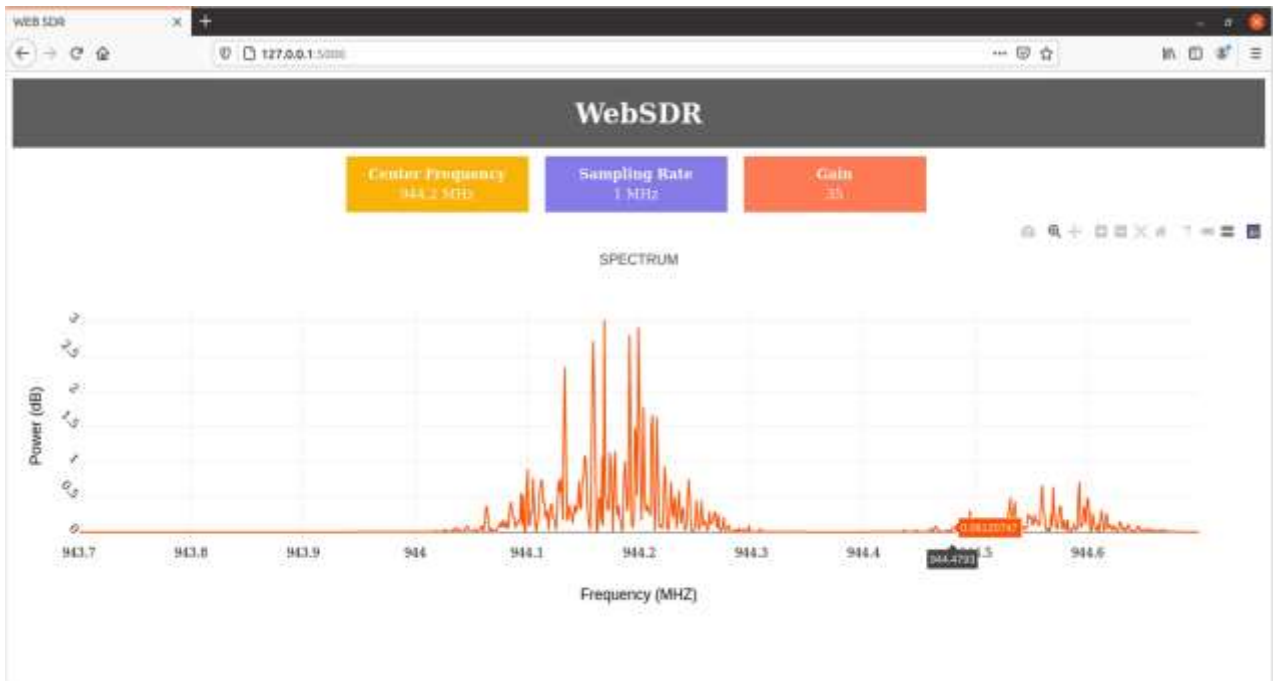 WEB SDR
127.0.0.1:5000
WebSDR
Center Frequency
944.2 MHz
Sampling Rate
1 MHz
Gain
35
SPECTRUM
Power (dB)
3
2.5
2
1.5
1
0.5
0
943.7 943.8 943.9 944 944.1 944.2 944.3 944.4 944.6
944.4793
Frequency (MHZ)